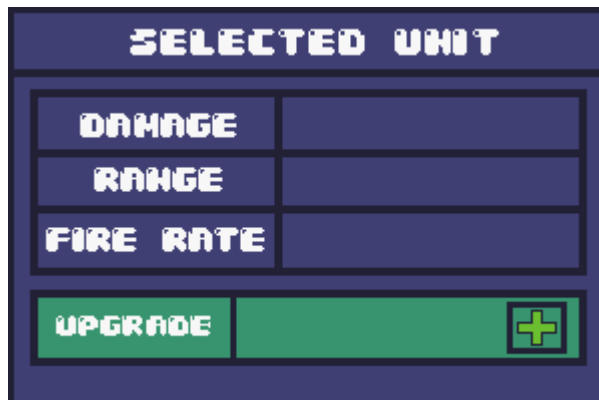 SELECTED UNIT
DAMAGE
RANGE
FIRE RATE
UPGRADE